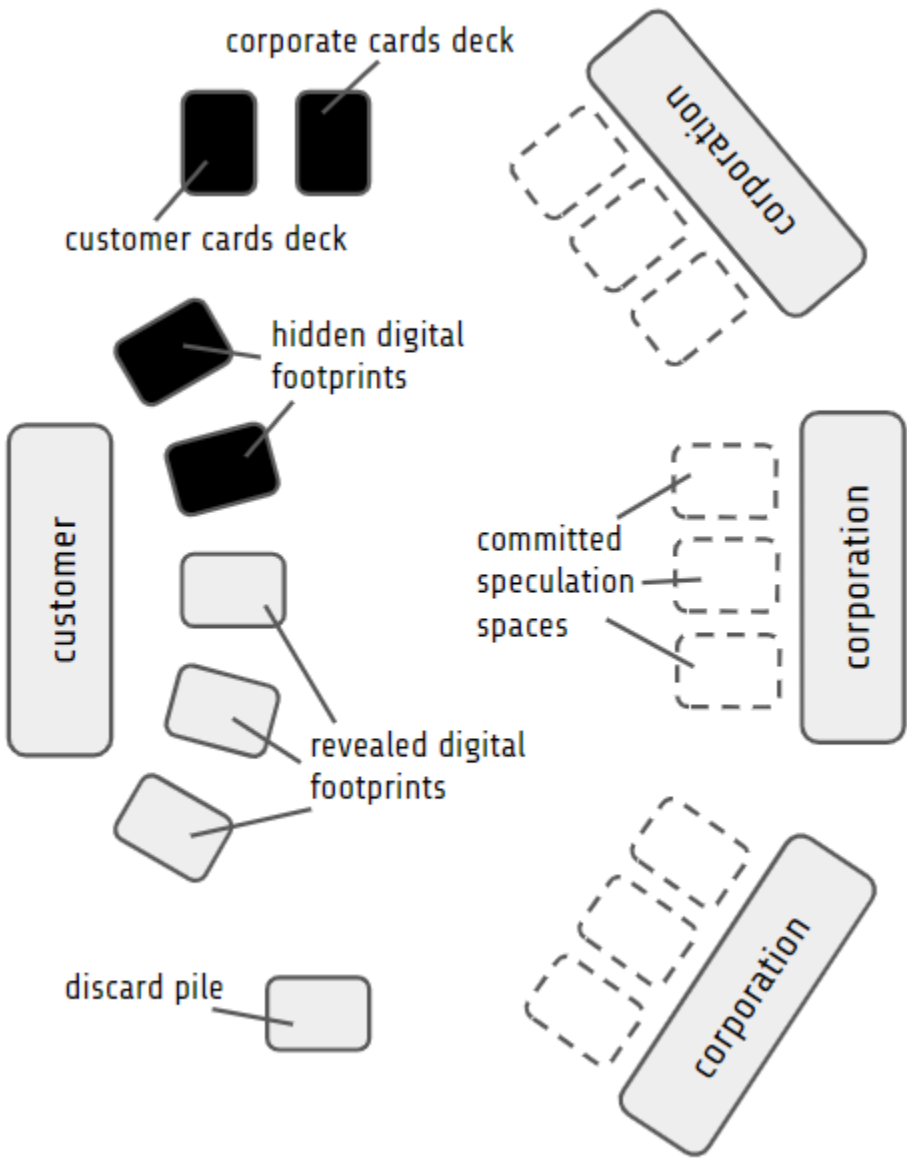 corporate cards deck
corporation
customer cards deck
hidden digital
footprints
customer
committed
speculation
spaces
corporation
revealed digital
footprints
discard pile
corporation